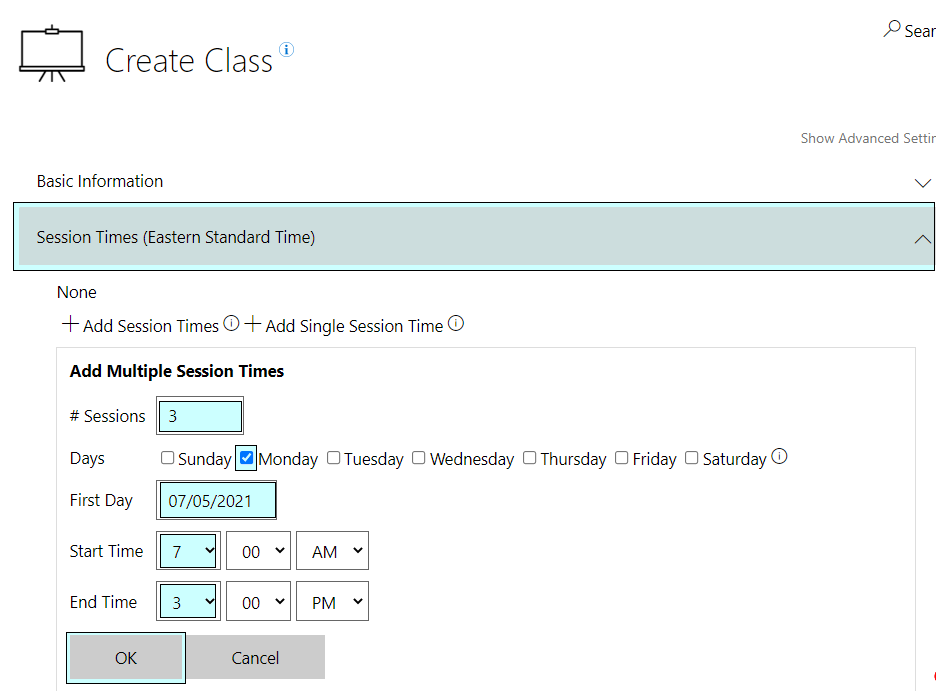 Create Class
Sear
Show Advanced Settin
Basic Information
Session Times (Eastern Standard Time)
None
Add Session Times Add Single Session Time
Add Multiple Session Times
# Sessions 3
Days Sunday Monday Tuesday Wednesday Thursday Friday Saturday
First Day 07/05/2021
Start Time 7 00 AM
End Time 3 00 PM
OK Cancel